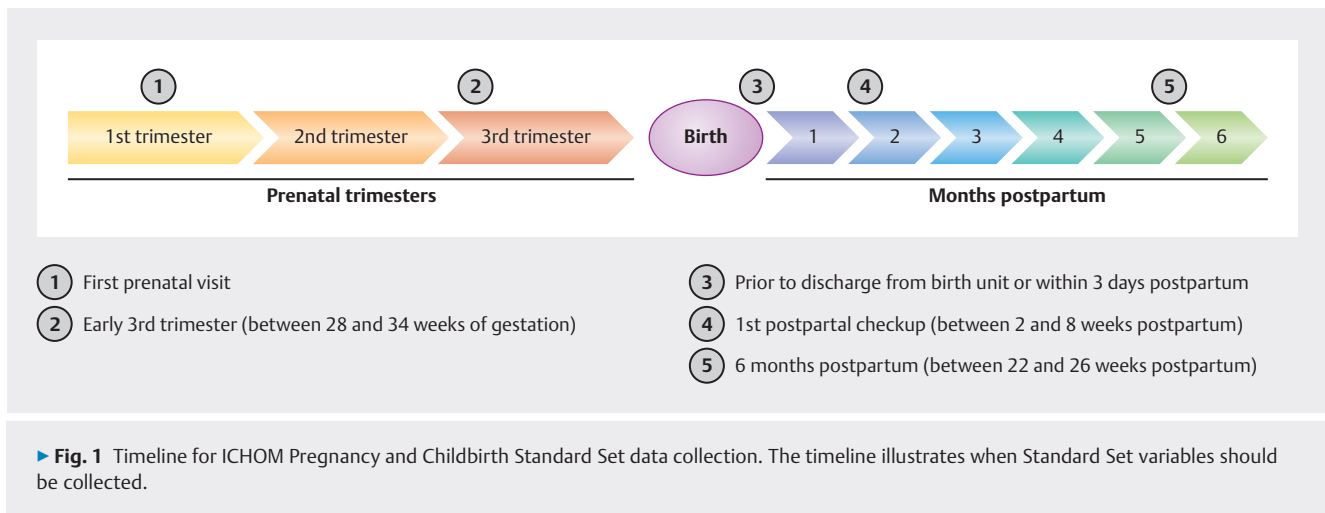 1 2 3 4 5
1st trimester 2nd trimester 3rd trimester Birth 1 2 3 4 5 6
Prenatal trimesters Months postpartum
1 First prenatal visit
2 Early 3rd trimester (between 28 and 34 weeks of gestation)
3 Prior to discharge from birth unit or within 3 days postpartum
4 1st postpartal checkup (between 2 and 8 weeks postpartum)
5 6 months postpartum (between 22 and 26 weeks postpartum)
▶ Fig. 1 Timeline for ICHOM Pregnancy and Childbirth Standard Set data collection. The timeline illustrates when Standard Set variables should
be collected.